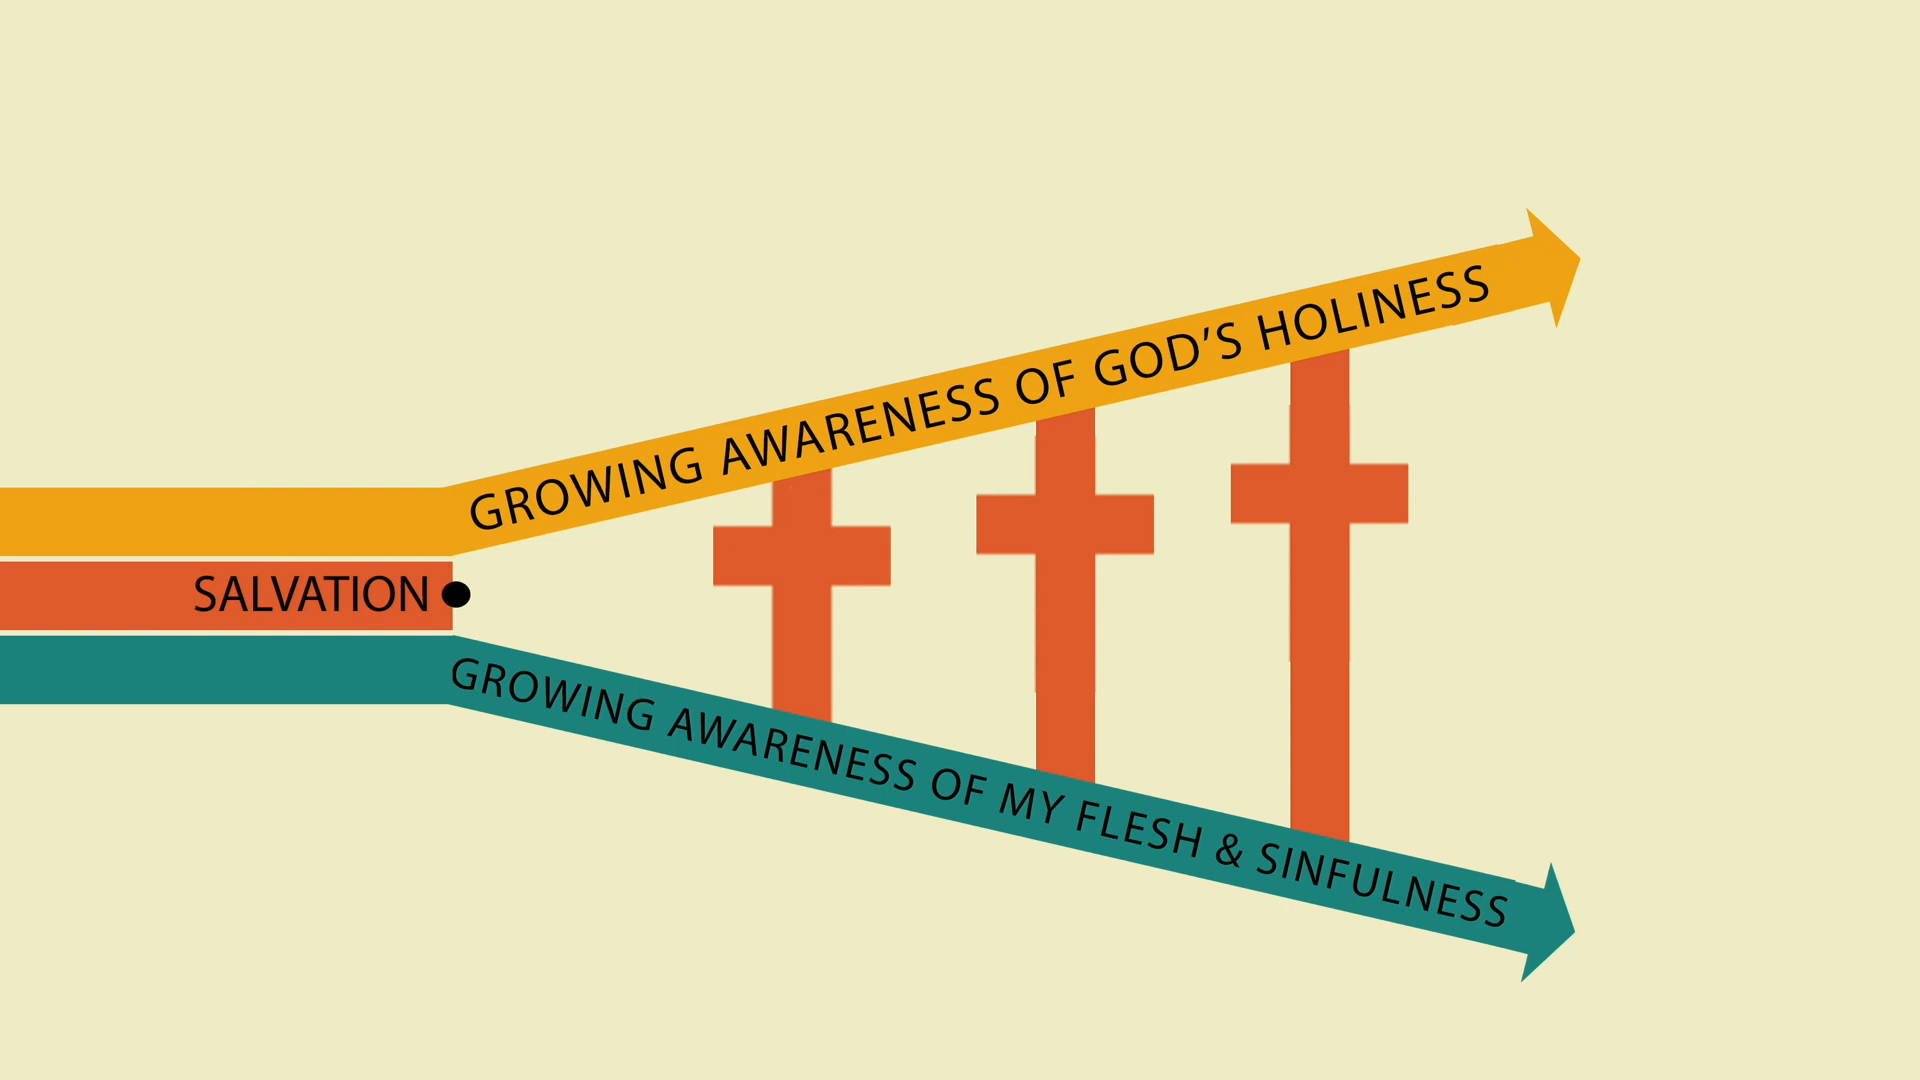 GROWING AWARENESS OF GOD’S HOLINESS
SALVATION
GROWING AWARENESS OF MY FLESH & SINFULNESS